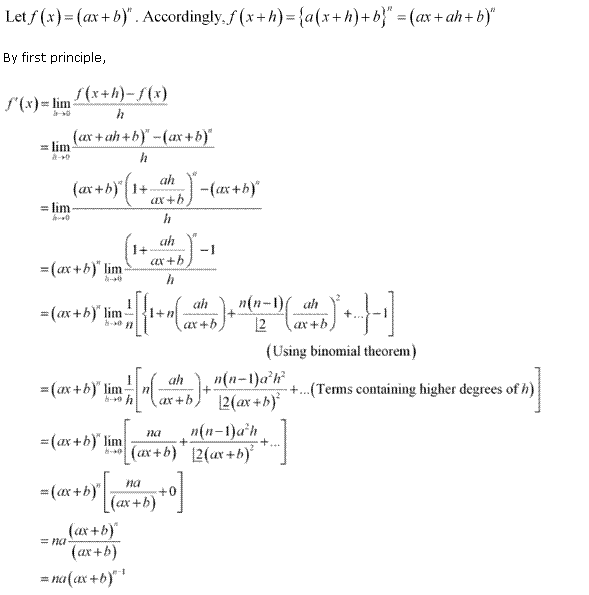 Let f(x) = (ax+b)ⁿ. Accordingly, f(x+h) = {a(x+h)+b}ⁿ = (ax+ah+b)ⁿ
By first principle,
f'(x) = lim_{h→0} (f(x+h) − f(x))/h
= lim_{h→0} ((ax+ah+b)ⁿ − (ax+b)ⁿ)/h
= lim_{h→0} ((ax+b)ⁿ (1 + ah/(ax+b))ⁿ − (ax+b)ⁿ)/h
= (ax+b)ⁿ lim_{h→0} ((1 + ah/(ax+b))ⁿ − 1)/h
= (ax+b)ⁿ lim_{h→0} 1/n [{1 + n(ah/(ax+b)) + n(n−1)/⌊2 (ah/(ax+b))² + ...} − 1]
(Using binomial theorem)
= (ax+b)ⁿ lim_{h→0} 1/h [n(ah/(ax+b)) + n(n−1)a²h²/(⌊2(ax+b)²) + ...(Terms containing higher degrees of h)]
= (ax+b)ⁿ lim_{h→0} [na/(ax+b) + n(n−1)a²h/(⌊2(ax+b)²) + ...]
= (ax+b)ⁿ [na/(ax+b) + 0]
= na (ax+b)ⁿ/(ax+b)
= na(ax+b)ⁿ⁻¹